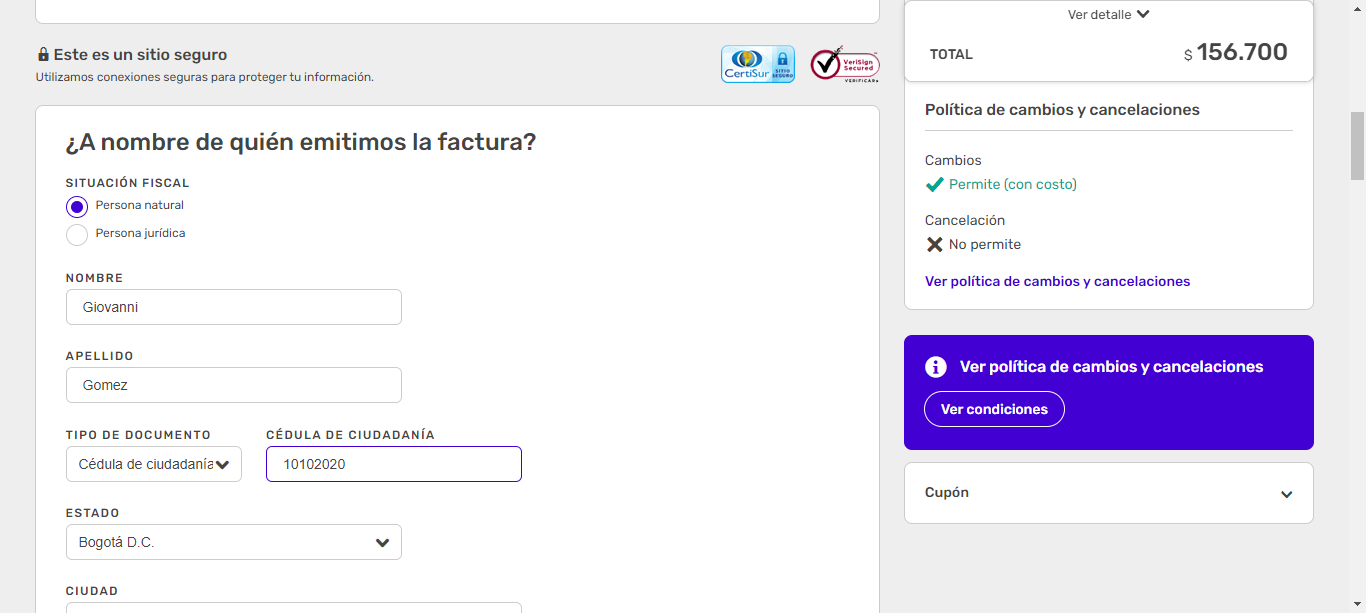 Este es un sitio seguro
Utilizamos conexiones seguras para proteger tu información.
CertiSur
SITIO SEGURO
VeriSign
Secured
VERIFICAR
¿A nombre de quién emitimos la factura?
SITUACIÓN FISCAL
Persona natural
Persona jurídica
NOMBRE
Giovanni
APELLIDO
Gomez
TIPO DE DOCUMENTO
CÉDULA DE CIUDADANÍA
Cédula de ciudadanía
10102020
ESTADO
Bogotá D.C.
CIUDAD
Ver detalle
TOTAL
$ 156.700
Política de cambios y cancelaciones
Cambios
Permite (con costo)
Cancelación
No permite
Ver política de cambios y cancelaciones
Ver política de cambios y cancelaciones
Ver condiciones
Cupón